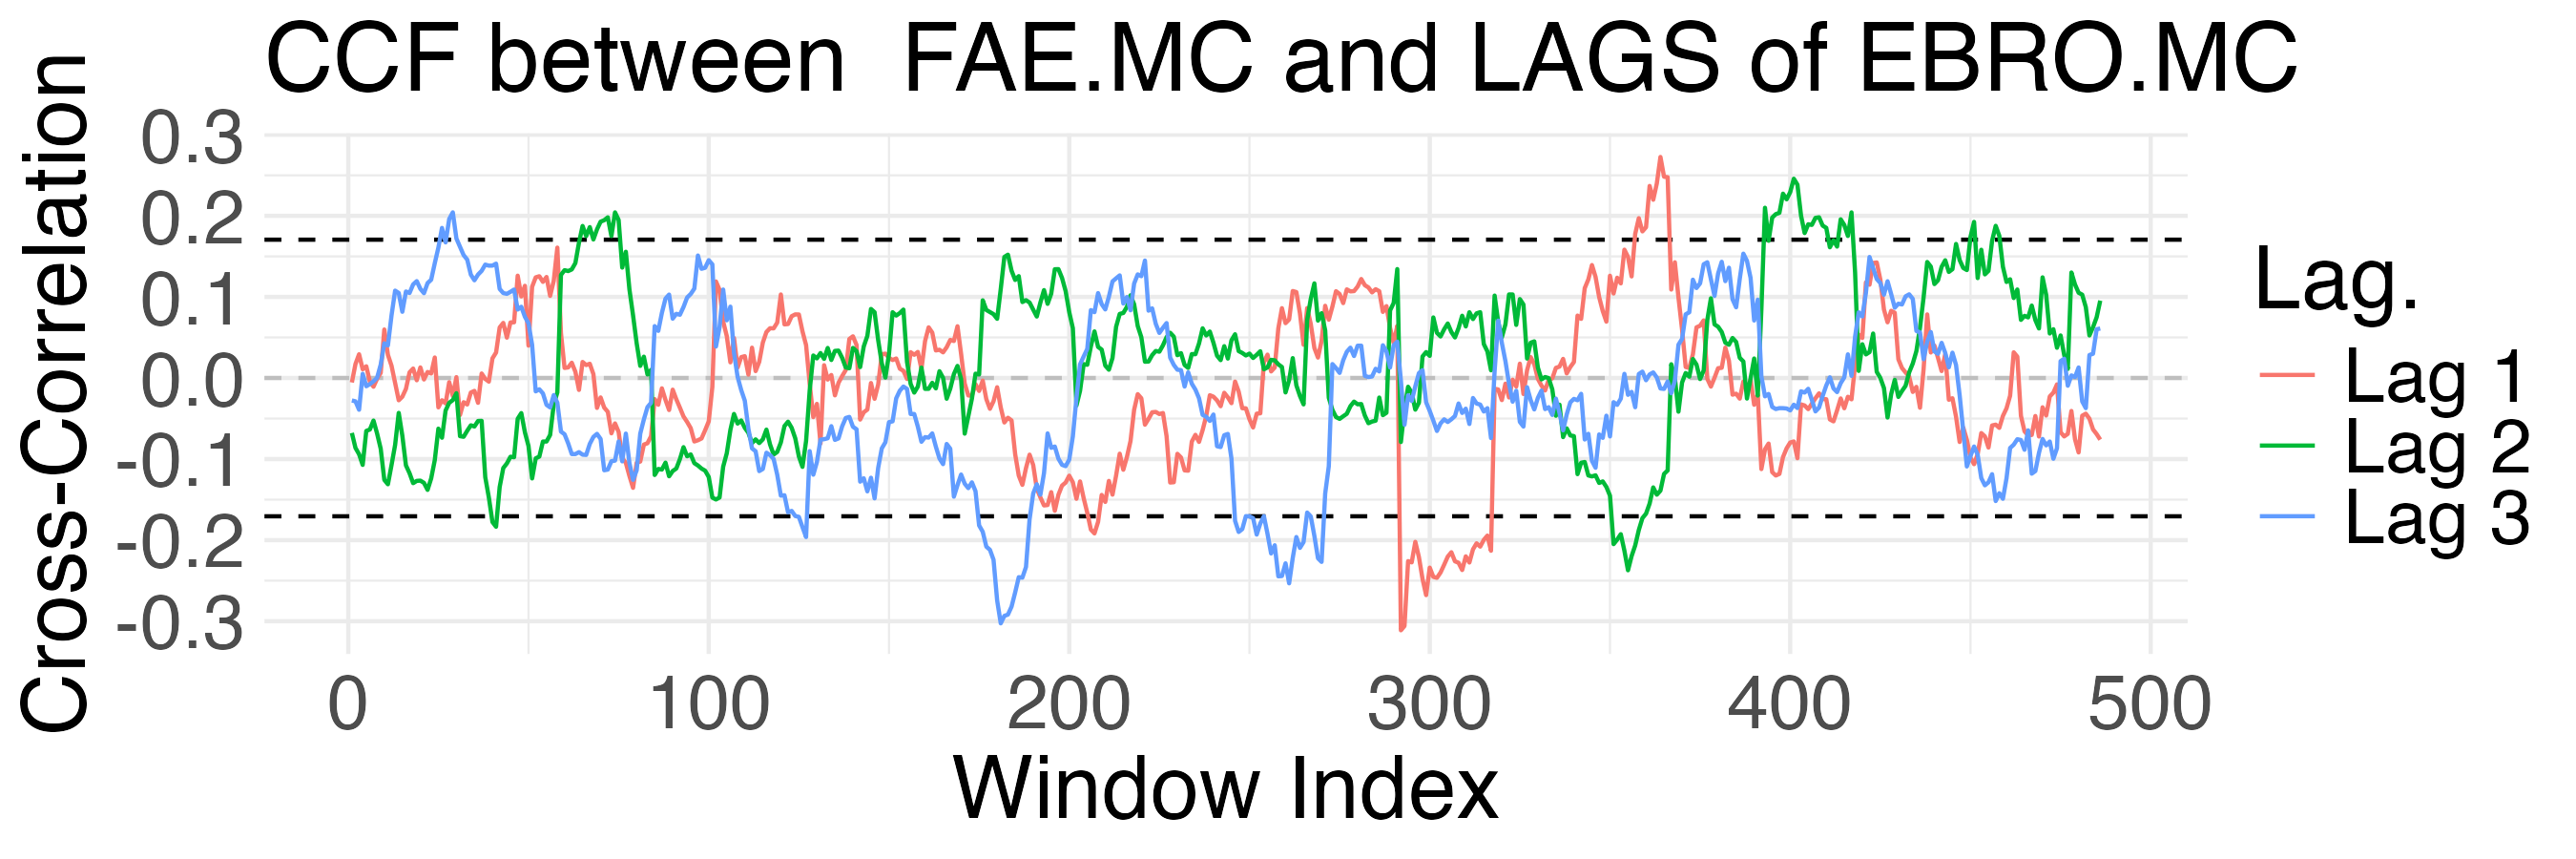 CCF between  FAE.MC and LAGS of EBRO.MC
Cross-Correlation
0.3
0.2
0.1
0.0
-0.1
-0.2
-0.3
0 100 200 300 400 500
Window Index
Lag.
Lag 1
Lag 2
Lag 3